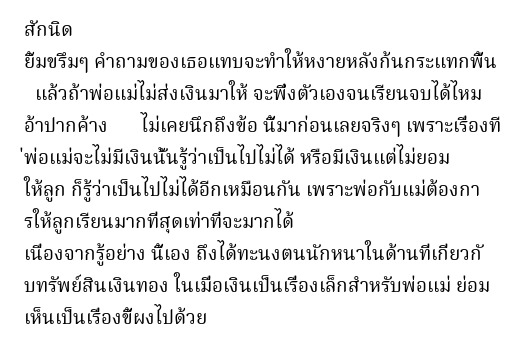 สักนิด
ยิ้มขรึมๆ คำถามของเธอแทบจะทำให้หงายหลังก้นกระแทกพื้น
แล้วถ้าพ่อแม่ไม่ส่งเงินมาให้ จะพึ่งตัวเองจนเรียนจบได้ไหม
อ้าปากค้าง ไม่เคยนึกถึงข้อ นี้มาก่อนเลยจริงๆ เพราะเรื่องที
่พ่อแม่จะไม่มีเงินนั้นรู้ว่าเป็นไปไม่ได้ หรือมีเงินแต่ไม่ยอม
ให้ลูก ก็รู้ว่าเป็นไปไม่ได้อีกเหมือนกัน เพราะพ่อกับแม่ต้องกา
รให้ลูกเรียนมากที่สุดเท่าที่จะมากได้
เนื่องจากรู้อย่าง นี้เอง ถึงได้ทะนงตนนักหนาในด้านที่เกี่ยวกั
บทรัพย์สินเงินทอง ในเมื่อเงินเป็นเรื่องเล็กสำหรับพ่อแม่ ย่อม
เห็นเป็นเรื่องขี้ผงไปด้วย